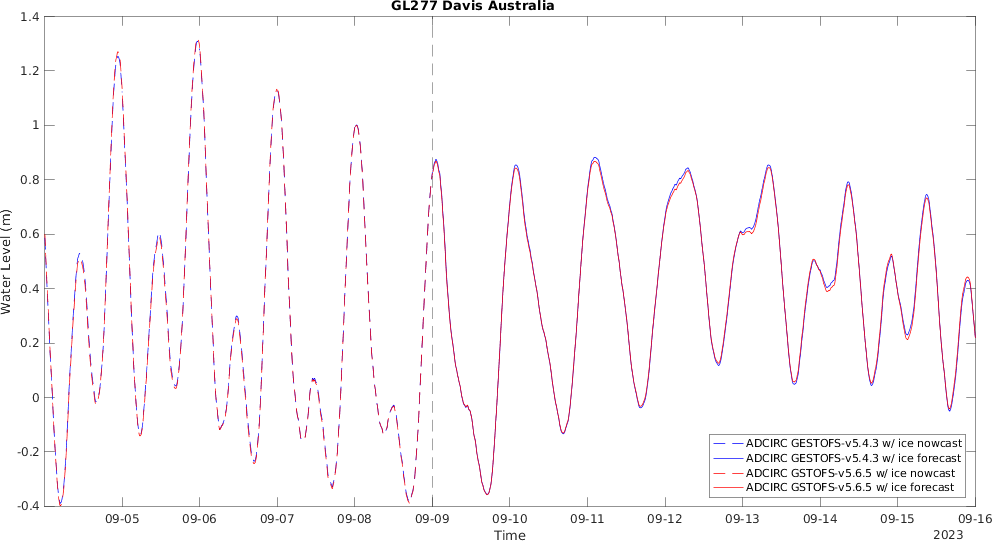 GL277 Davis Australia
1.4
1.2
1
0.8
0.6
0.4
0.2
0
-0.2
-0.4
Water Level (m)
ADCIRC GESTOFS-v5.4.3 w/ ice nowcast
ADCIRC GESTOFS-v5.4.3 w/ ice forecast
ADCIRC GSTOFS-v5.6.5 w/ ice nowcast
ADCIRC GSTOFS-v5.6.5 w/ ice forecast
09-05 09-06 09-07 09-08 09-09 09-10 09-11 09-12 09-13 09-14 09-15 09-16
Time
2023